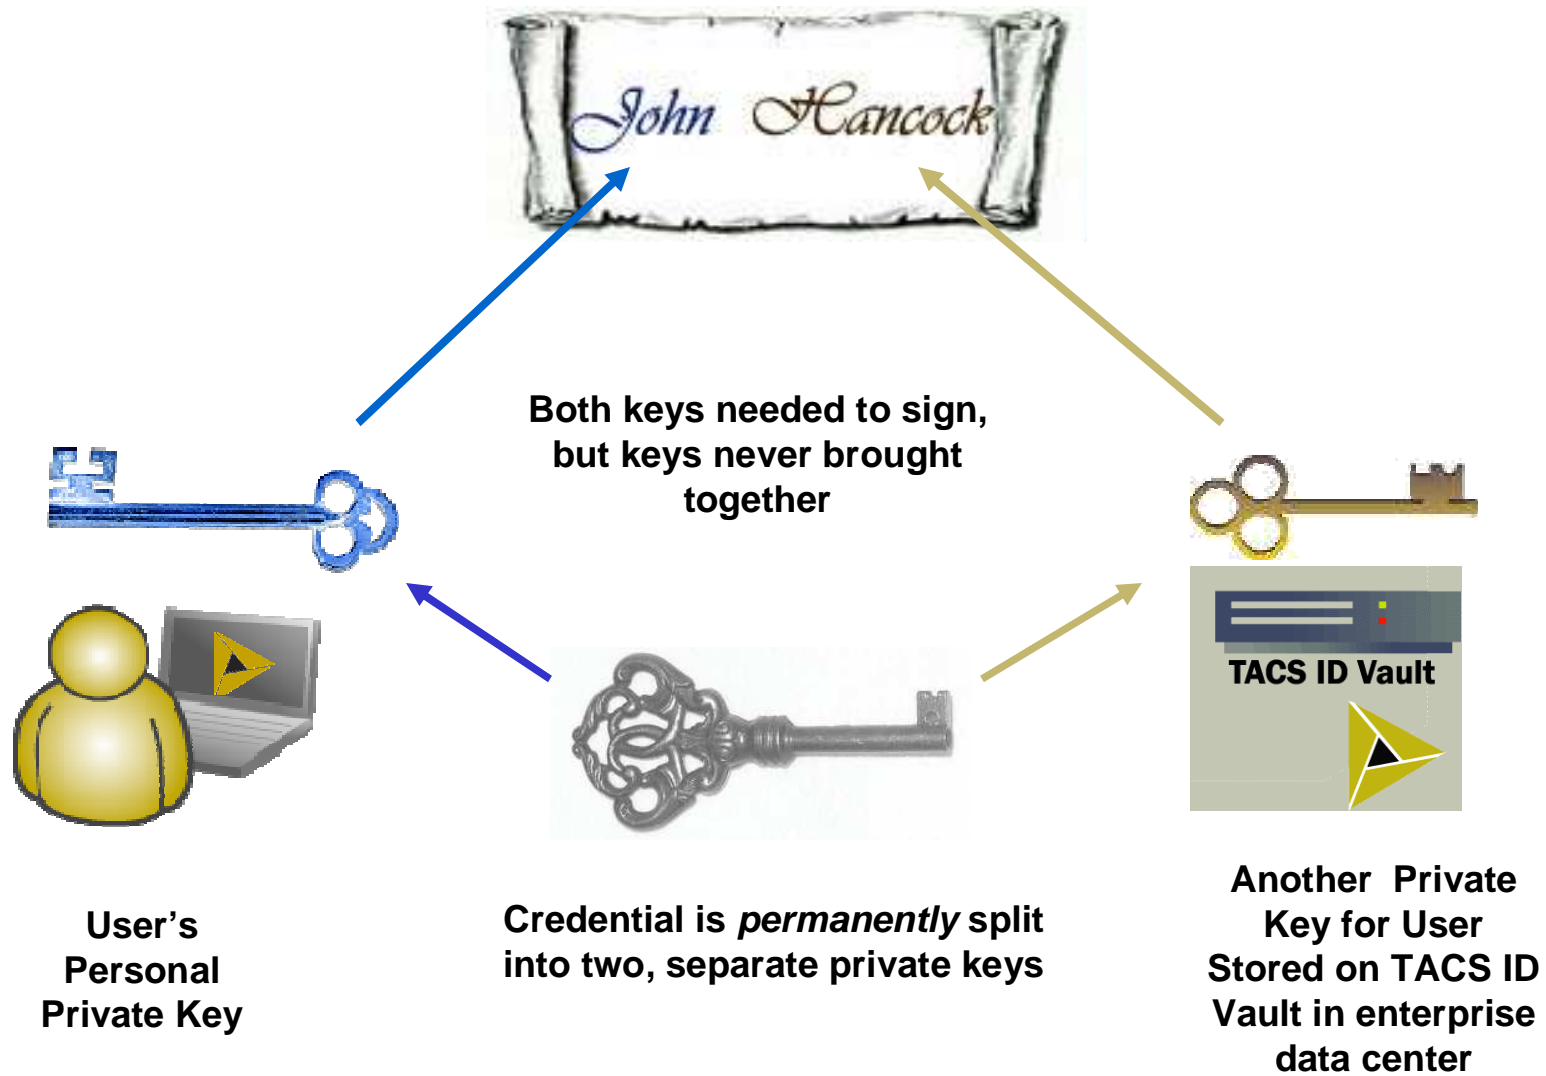 John Hancock
Both keys needed to sign,
but keys never brought
together
TACS ID Vault
User’s
Personal
Private Key
Credential is permanently split
into two, separate private keys
Another Private
Key for User
Stored on TACS ID
Vault in enterprise
data center